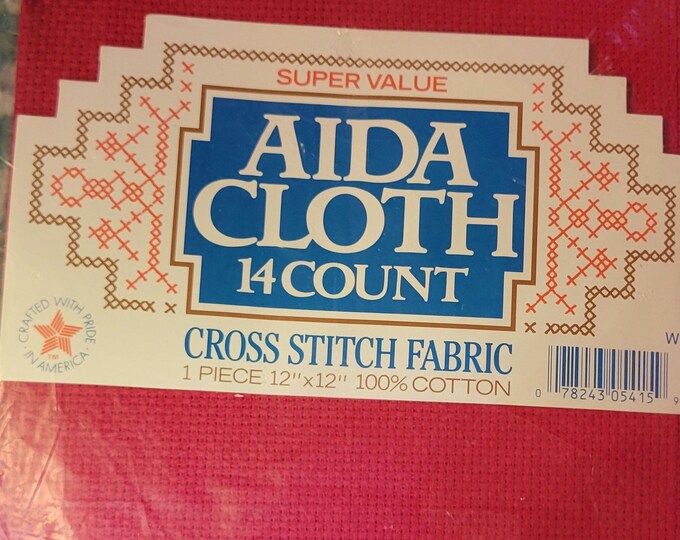 SUPER VALUE
AIDA
CLOTH
14 COUNT
CROSS STITCH FABRIC
1 PIECE 12"x12" 100% COTTON
CRAFTED WITH PRIDE
IN AMERICA
W
0 78243 05415 9